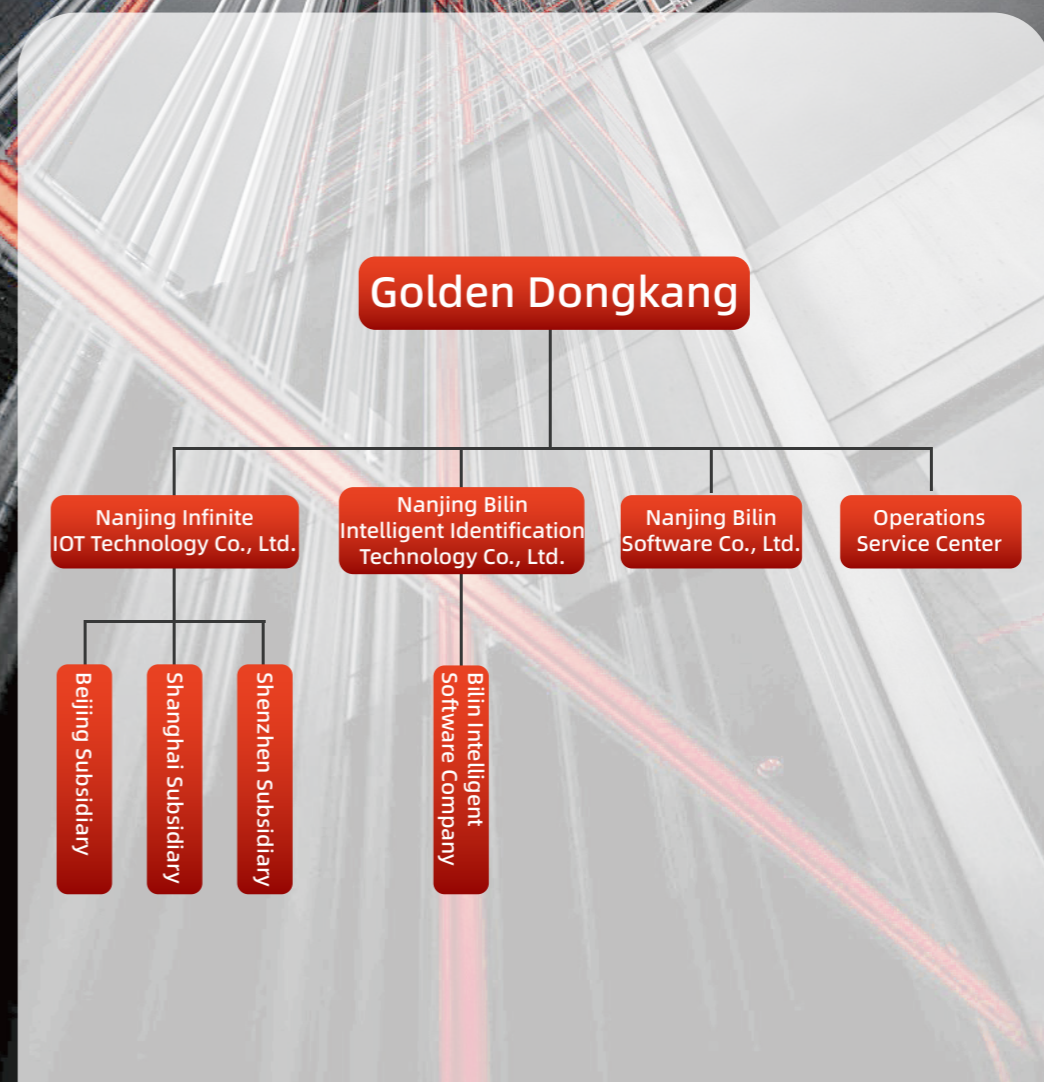 Golden Dongkang
Nanjing Infinite
IOT Technology Co., Ltd.
Nanjing Bilin
Intelligent Identification
Technology Co., Ltd.
Nanjing Bilin
Software Co., Ltd.
Operations
Service Center
Beijing Subsidiary
Shanghai Subsidiary
Shenzhen Subsidiary
Bilin Intelligent
Software Company